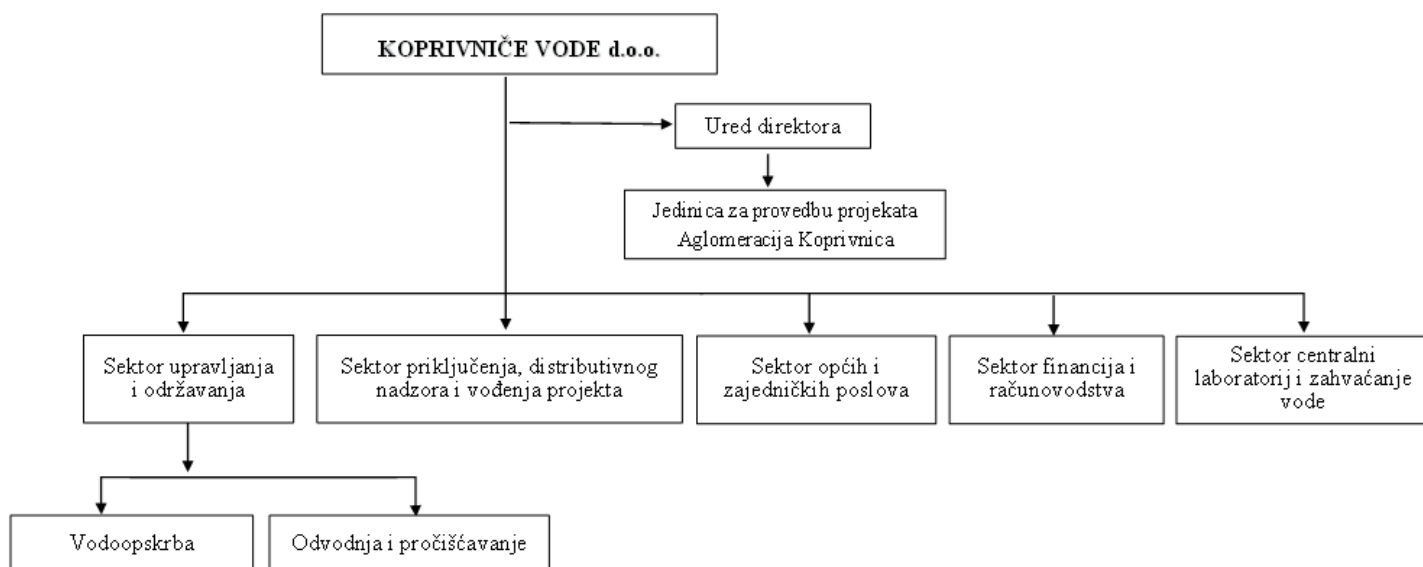 KOPRIVNIČE VODE d.o.o.
Ured direktora
Jedinica za provedbu projekata
Aglomeracija Koprivnica
Sektor upravljanja
i održavanja
Sektor priključenja, distributivnog
nadzora i vođenja projekta
Sektor općih i
zajedničkih poslova
Sektor financija i
računovodstva
Sektor centralni
laboratorij i zahvaćanje
vode
Vodoopskrba
Odvodnja i pročišćavanje